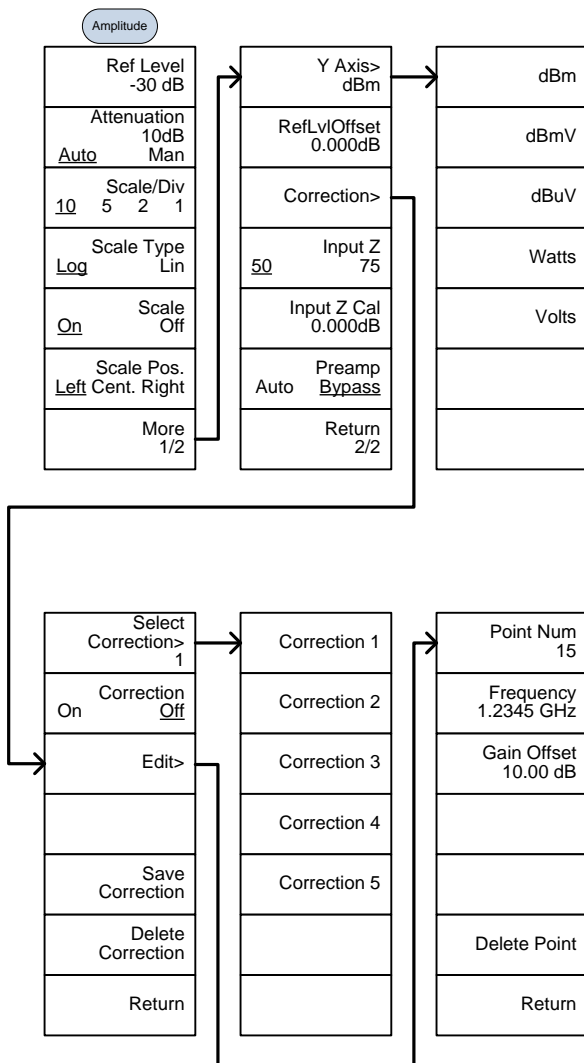 Amplitude
Ref Level
-30 dB
Attenuation
10dB
Auto Man
Scale/Div
10 5 2 1
Scale Type
Log Lin
Scale
On Off
Scale Pos.
Left Cent. Right
More
1/2
Y Axis>
dBm
RefLvlOffset
0.000dB
Correction>
Input Z
50 75
Input Z Cal
0.000dB
Preamp
Auto Bypass
Return
2/2
dBm
dBmV
dBuV
Watts
Volts
Select
Correction>
1
Correction
On Off
Edit>
Save
Correction
Delete
Correction
Return
Correction 1
Correction 2
Correction 3
Correction 4
Correction 5
Point Num
15
Frequency
1.2345 GHz
Gain Offset
10.00 dB
Delete Point
Return